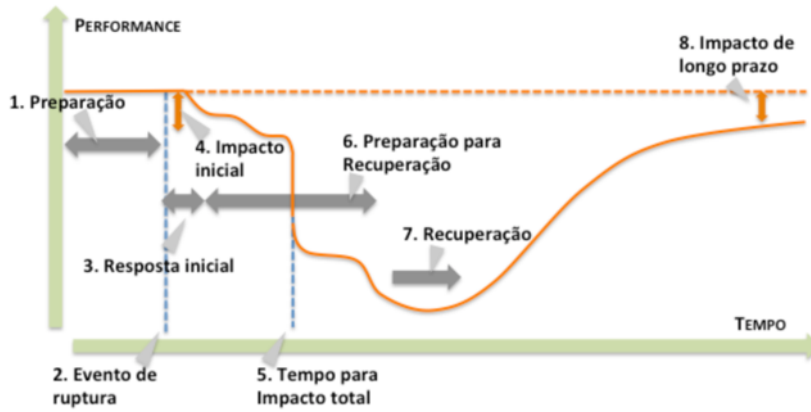 PERFORMANCE
8. Impacto de
longo prazo
1. Preparação
4. Impacto
inicial
6. Preparação para
Recuperação
7. Recuperação
3. Resposta inicial
TEMPO
2. Evento de
ruptura
5. Tempo para
Impacto total